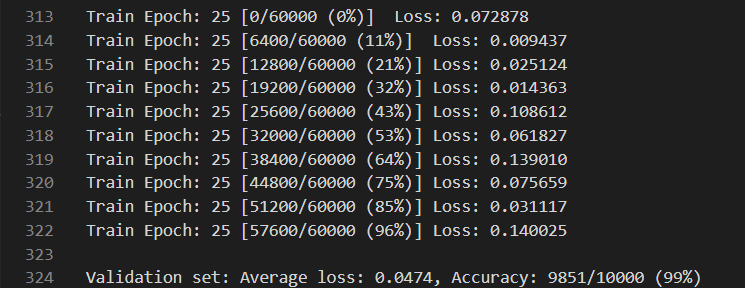 313 Train Epoch: 25 [0/60000 (0%)] Loss: 0.072878
314 Train Epoch: 25 [6400/60000 (11%)] Loss: 0.009437
315 Train Epoch: 25 [12800/60000 (21%)] Loss: 0.025124
316 Train Epoch: 25 [19200/60000 (32%)] Loss: 0.014363
317 Train Epoch: 25 [25600/60000 (43%)] Loss: 0.108612
318 Train Epoch: 25 [32000/60000 (53%)] Loss: 0.061827
319 Train Epoch: 25 [38400/60000 (64%)] Loss: 0.139010
320 Train Epoch: 25 [44800/60000 (75%)] Loss: 0.075659
321 Train Epoch: 25 [51200/60000 (85%)] Loss: 0.031117
322 Train Epoch: 25 [57600/60000 (96%)] Loss: 0.140025
323
324 Validation set: Average loss: 0.0474, Accuracy: 9851/10000 (99%)